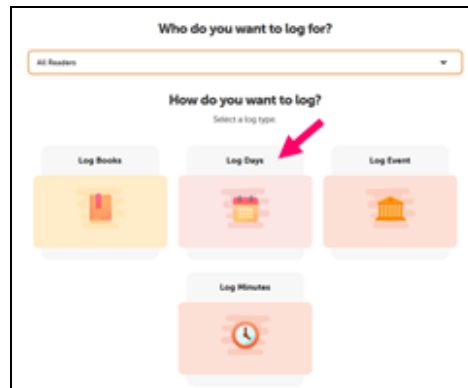 Who do you want to log for?
All Readers
How do you want to log?
Select a log type.
Log Books
Log Days
Log Event
Log Minutes